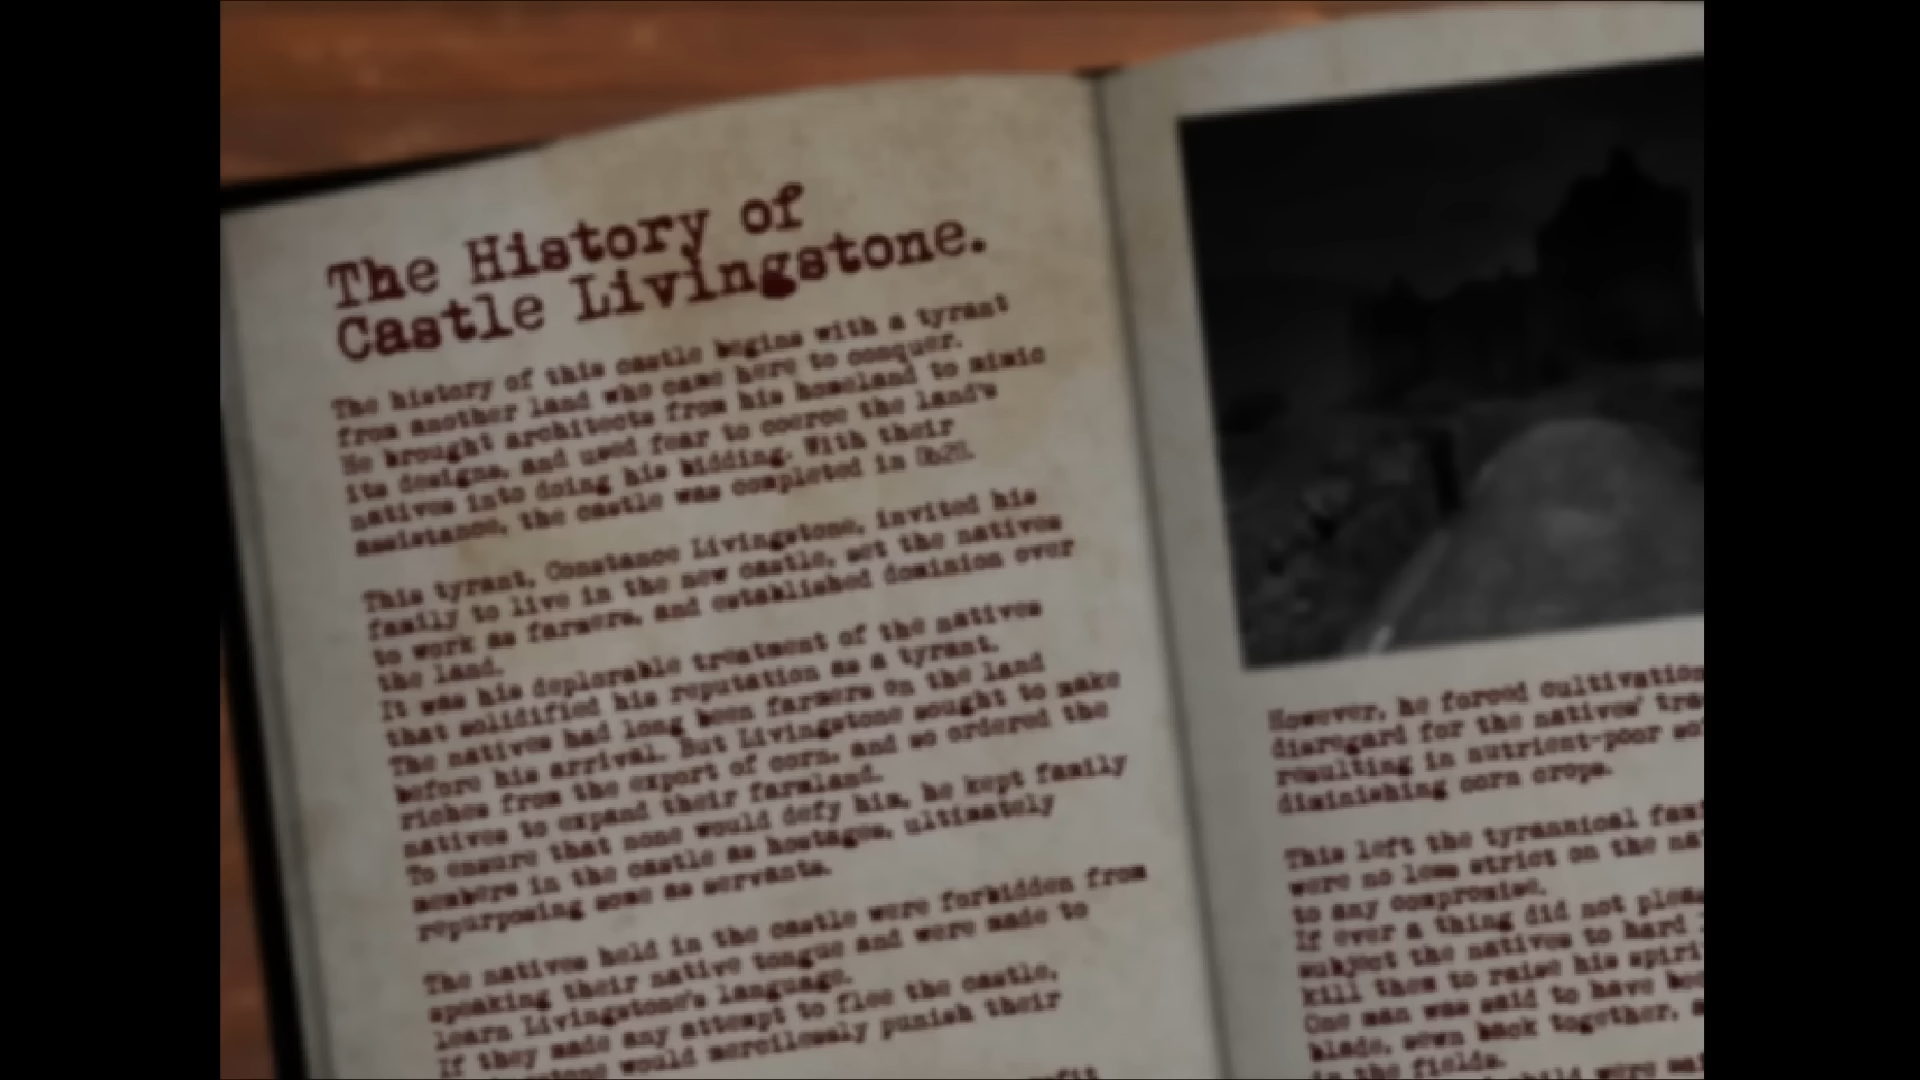 The History of
Castle Livingstone.
The history of this castle begins with a tyrant
from another land who came here to conquer.
He brought architects from his homeland to mimic
its designs, and used fear to coerce the land's
natives into doing his bidding. With their
assistance, the castle was completed in
This tyrant, Constance Livingstone, invited his
family to live in the new castle, set the natives
to work as farmers, and established dominion over
the land.
It was his deplorable treatment of the natives
that solidified his reputation as a tyrant.
The natives had long been farmers on the land
before his arrival. But Livingstone sought to make
riches from the export of corn, and so ordered the
natives to expand their farmland.
To ensure that none would defy him, he kept family
members in the castle as hostages, ultimately
repurposing some as servants.
The natives held in the castle were forbidden from
speaking their native tongue and were made to
learn Livingstone's language.
If they made any attempt to flee the castle,
would mercilessly punish their
However, he forced cultivation
disregard for the natives'
resulting in nutrient-poor
diminishing corn crops.
This left the tyrannical
were no less strict on the
to any compromise.
If ever a thing did not
subject the natives to hard
kill them to raise his
One man was said to have
blade, sewn back together,
in the fields.
were